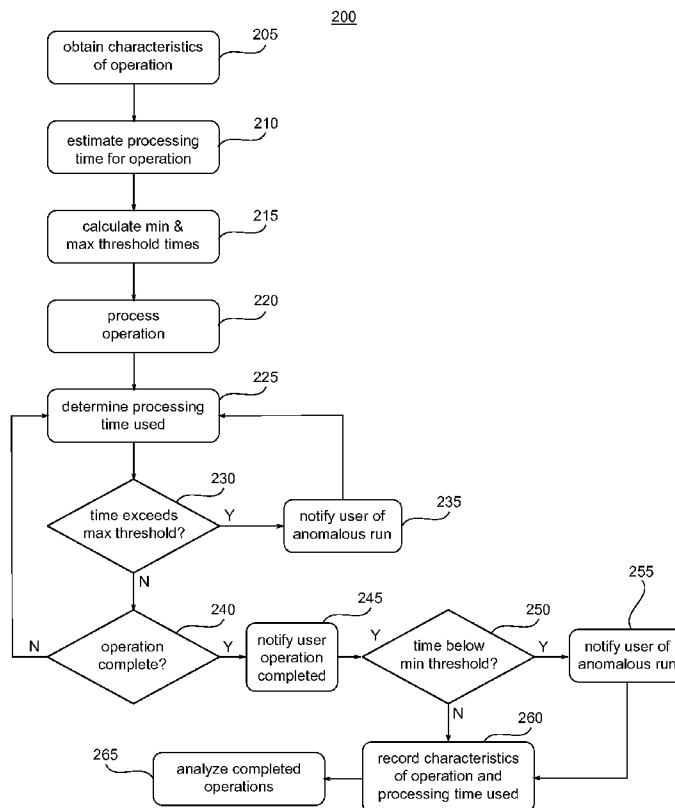 200
obtain characteristics
of operation
205
estimate processing
time for operation
210
calculate min &
max threshold times
215
process
operation
220
determine processing
time used
225
time exceeds
max threshold?
230
Y
notify user of
anomalous run
235
N
operation
complete?
240
N
Y
notify user
operation
completed
245
Y
time below
min threshold?
250
Y
notify user of
anomalous run
255
N
record characteristics
of operation and
processing time used
260
analyze completed
operations
265